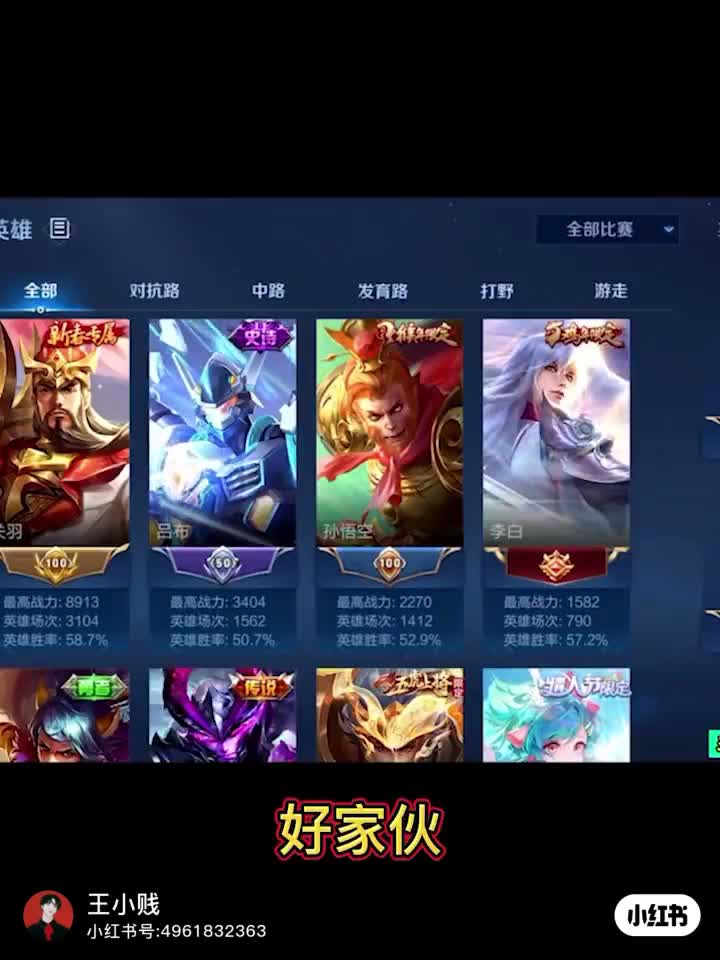 英雄
全部比赛
全部 对抗路 中路 发育路 打野 游走
新春专属
史诗
年限定
年限定
关羽
吕布
孙悟空
李白
100
50
100
最高战力: 8913
英雄场次: 3104
英雄胜率: 58.7%
最高战力: 3404
英雄场次: 1562
英雄胜率: 50.7%
最高战力: 2270
英雄场次: 1412
英雄胜率: 52.9%
最高战力: 1582
英雄场次: 790
英雄胜率: 57.2%
勇者
传说
五虎上将
限定
情人节限定
好家伙
王小贱
小红书号:4961832363
小红书